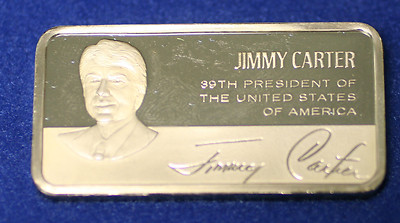 JIMMY CARTER
39TH PRESIDENT OF
THE UNITED STATES
OF AMERICA
Jimmy Carter